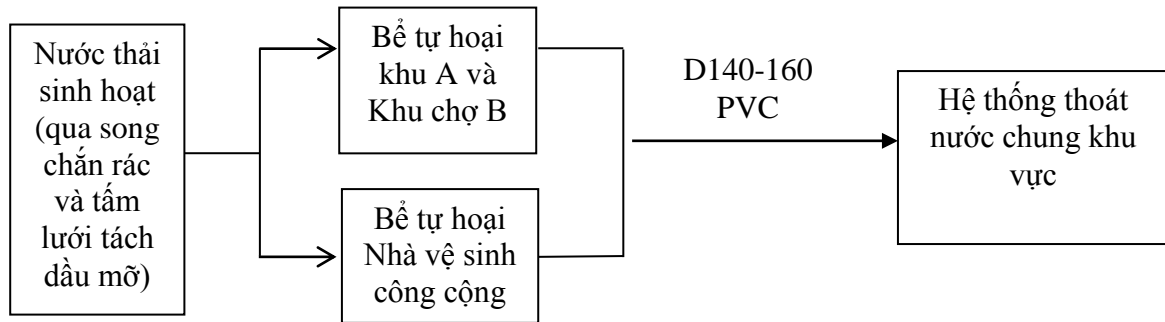 Nước thải
sinh hoạt
(qua song
chắn rác
và tấm
lưới tách
dầu mỡ)
Bể tự hoại
khu A và
Khu chợ B
Bể tự hoại
Nhà vệ sinh
công cộng
D140-160
PVC
Hệ thống thoát
nước chung khu
vực